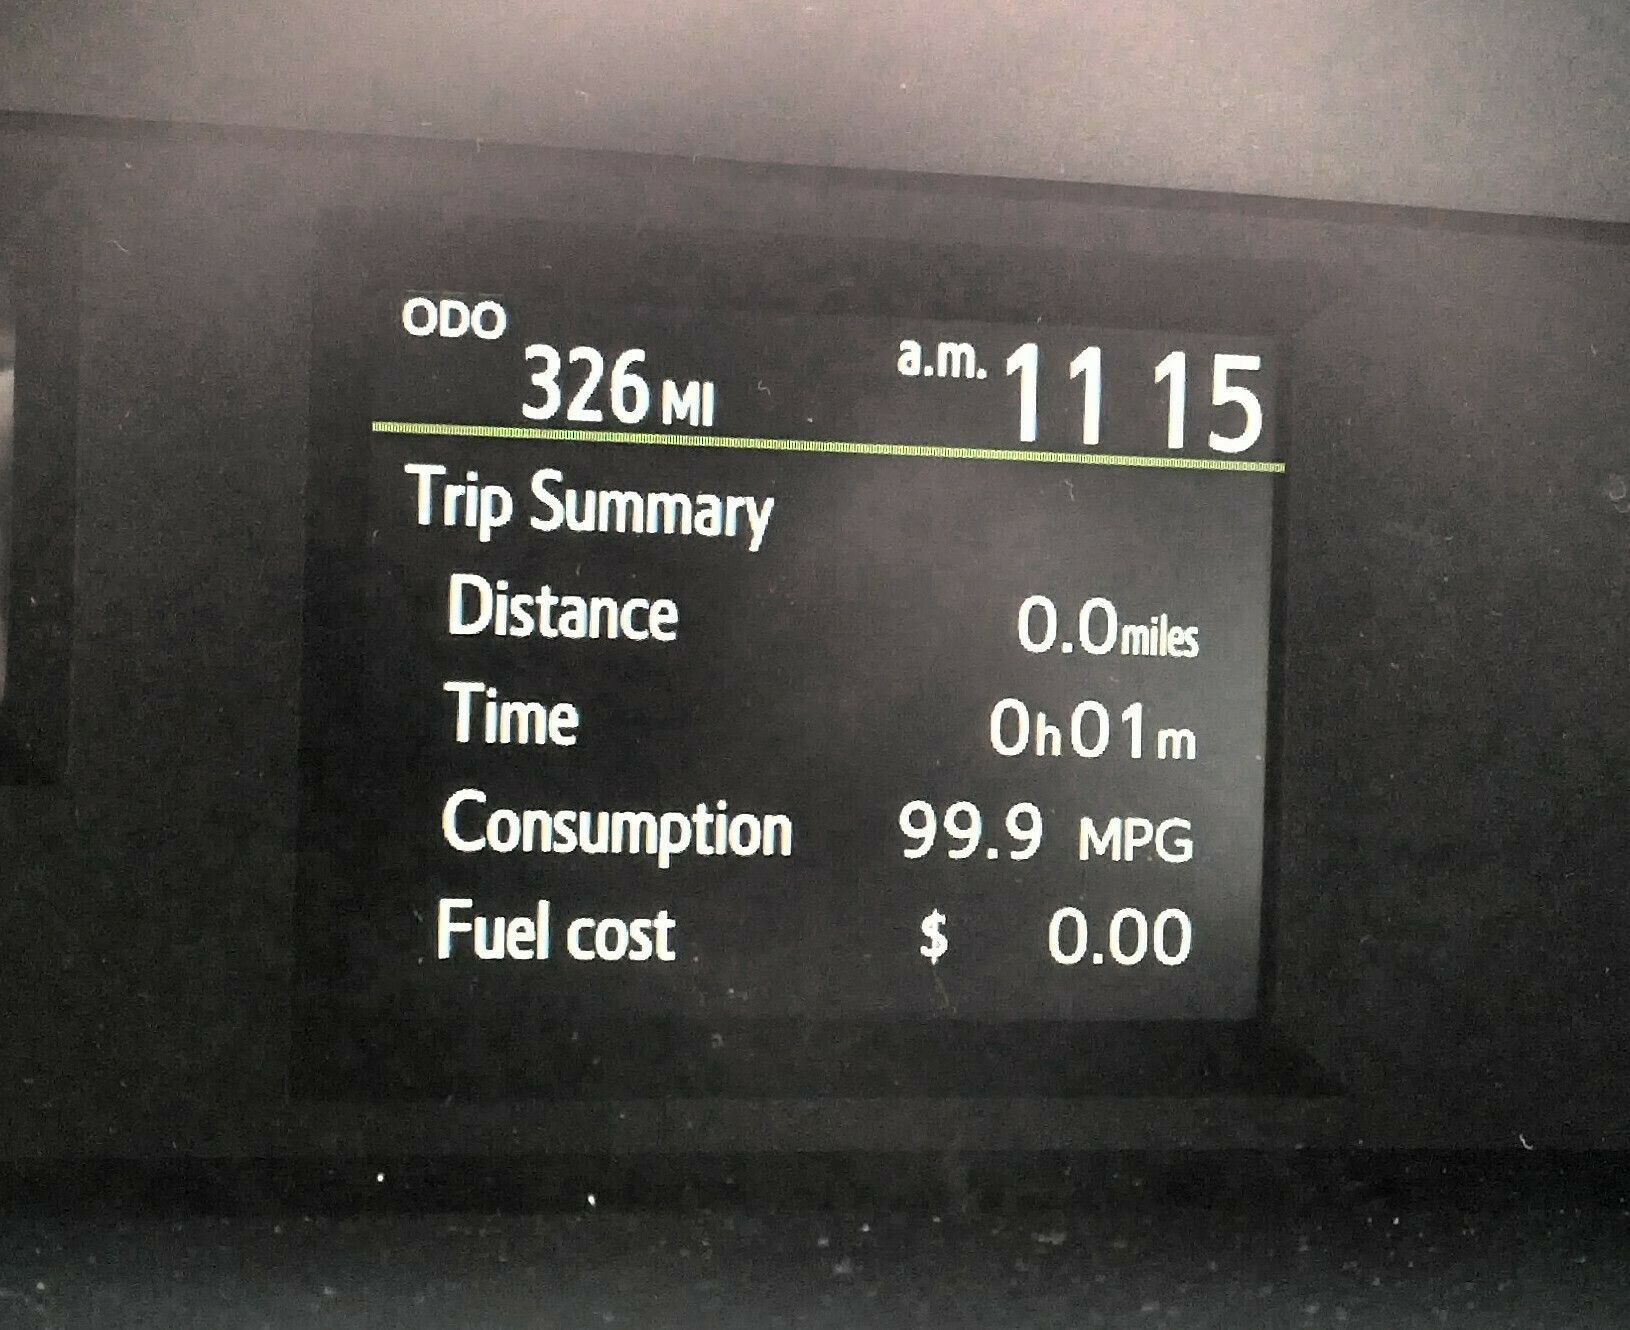 ODO
326 MI a.m. 11 15
Trip Summary
Distance 0.0 miles
Time 0h01m
Consumption 99.9 MPG
Fuel cost $ 0.00